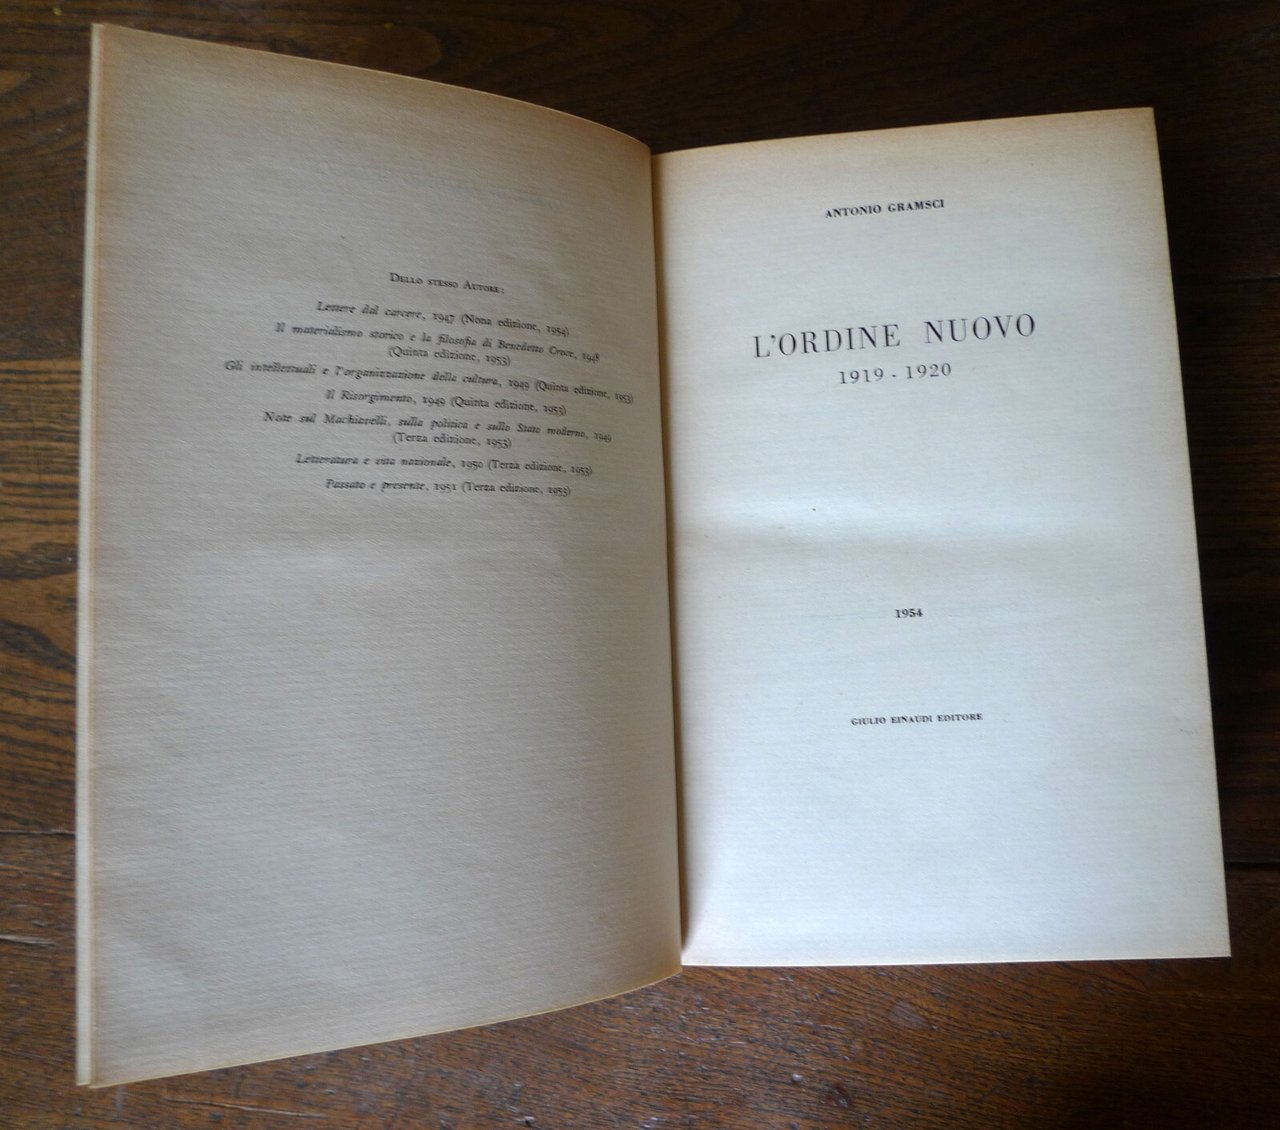 Dello stesso Autore:
Lettere dal carcere, 1947 (Nona edizione, 1954)
Il materialismo storico e la filosofia di Benedetto Croce, 1948
(Quinta edizione, 1953)
Gli intellettuali e l'organizzazione della cultura, 1949 (Quinta edizione, 1953)
Il Risorgimento, 1949 (Quinta edizione, 1953)
Note sul Machiavelli, sulla politica e sullo Stato moderno, 1949
(Terza edizione, 1953)
Letteratura e vita nazionale, 1950 (Terza edizione, 1953)
Passato e presente, 1951 (Terza edizione, 1953)
ANTONIO GRAMSCI
L'ORDINE NUOVO
1919 - 1920
1954
GIULIO EINAUDI EDITORE